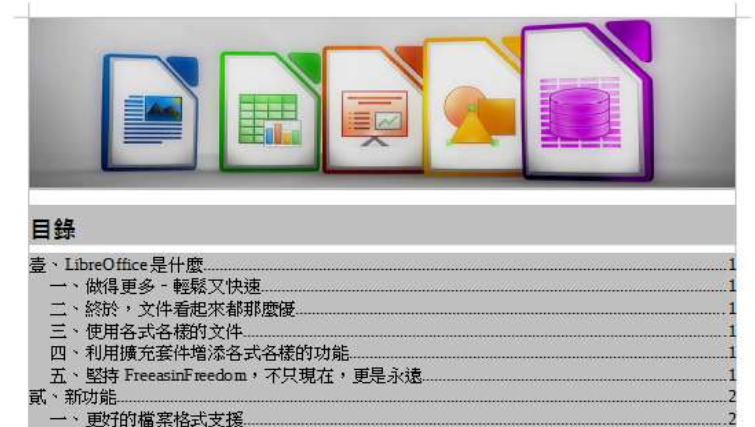 目錄
壹、LibreOffice是什麼 1
一、做得更多 - 輕鬆又快速 1
二、終於，文件看起來都那麼優 1
三、使用各式各樣的文件 1
四、利用擴充套件增添各式各樣的功能 1
五、堅持 FreeasinFreedom，不只現在，更是永遠 1
貳、新功能 2
一、更好的檔案格式支援 2